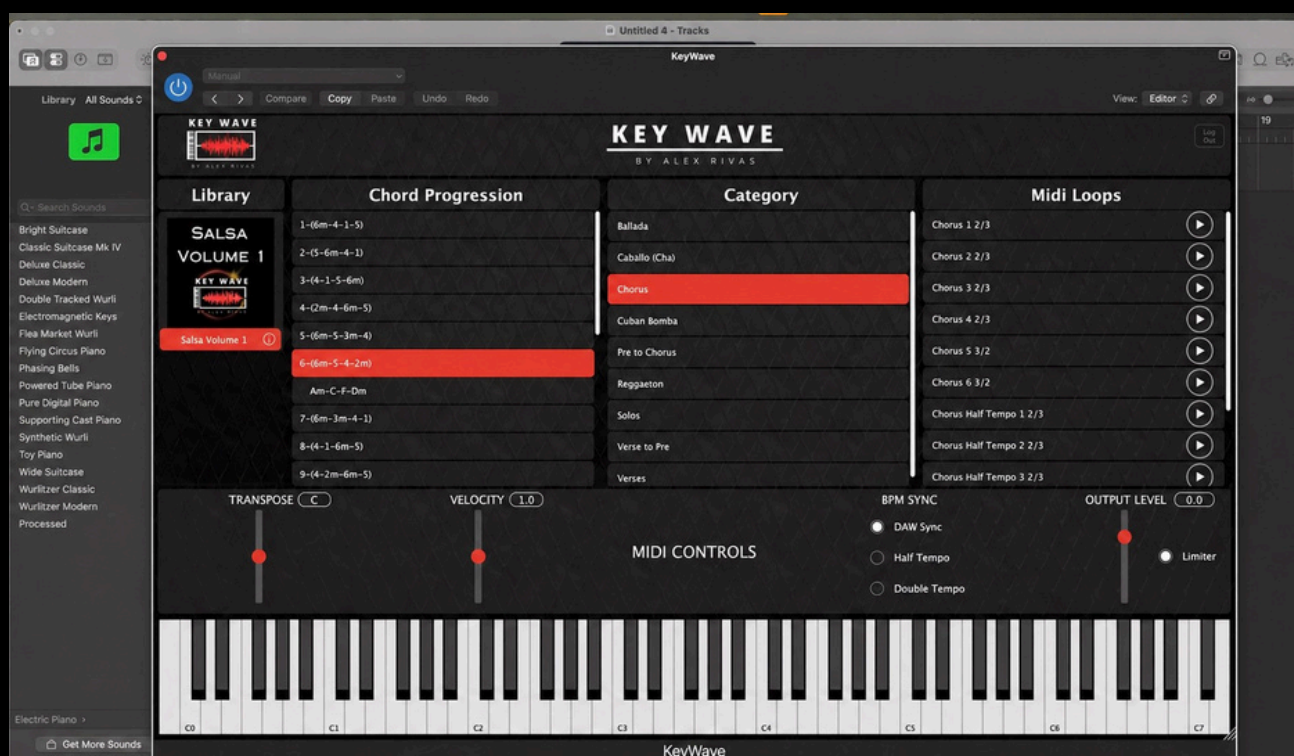 Untitled 4 - Tracks
KeyWave
Manual
Compare Copy Paste Undo Redo
View: Editor
Library All Sounds
19
KEY WAVE
BY ALEX RIVAS
KEY WAVE
BY ALEX RIVAS
Log Out
Search Sounds
Bright Suitcase
Classic Suitcase Mk IV
Deluxe Classic
Deluxe Modern
Double Tracked Wurli
Electromagnetic Keys
Flea Market Wurli
Flying Circus Piano
Phasing Bells
Powered Tube Piano
Pure Digital Piano
Supporting Cast Piano
Synthetic Wurli
Toy Piano
Wide Suitcase
Wurlitzer Classic
Wurlitzer Modern
Processed
Electric Piano >
Get More Sounds
Library
SALSA
VOLUME 1
KEY WAVE
BY ALEX RIVAS
Salsa Volume 1
Chord Progression
1-(6m-4-1-5)
2-(5-6m-4-1)
3-(4-1-5-6m)
4-(2m-4-6m-5)
5-(6m-5-3m-4)
6-(6m-5-4-2m)
Am-C-F-Dm
7-(6m-3m-4-1)
8-(4-1-6m-5)
9-(4-2m-6m-5)
Category
Ballada
Caballo (Cha)
Chorus
Cuban Bomba
Pre to Chorus
Reggaeton
Solos
Verse to Pre
Verses
Midi Loops
Chorus 1 2/3
Chorus 2 2/3
Chorus 3 2/3
Chorus 4 2/3
Chorus 5 3/2
Chorus 6 3/2
Chorus Half Tempo 1 2/3
Chorus Half Tempo 2 2/3
Chorus Half Tempo 3 2/3
TRANSPOSE C
VELOCITY 1.0
MIDI CONTROLS
BPM SYNC
DAW Sync
Half Tempo
Double Tempo
OUTPUT LEVEL 0.0
Limiter
C0 C1 C2 C3 C4 C5 C6 C7
KeyWave